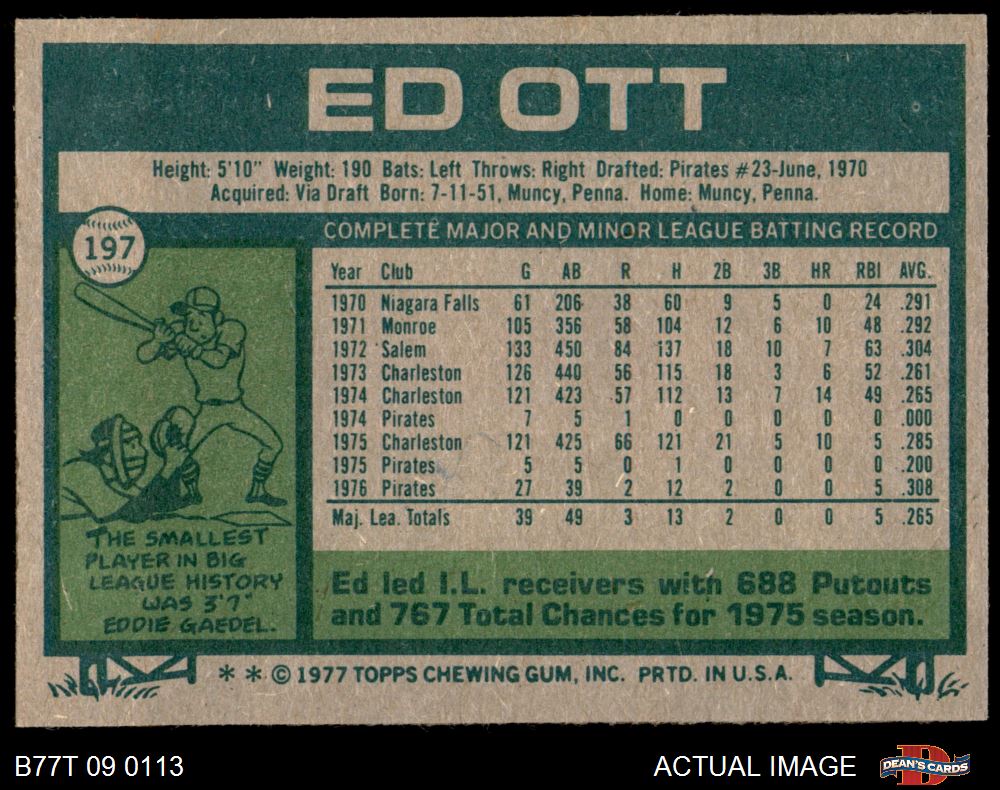 ED OTT
Height: 5'10" Weight: 190 Bats: Left Throws: Right Drafted: Pirates #23-June, 1970
Acquired: Via Draft Born: 7-11-51, Muncy, Penna. Home: Muncy, Penna.
197
COMPLETE MAJOR AND MINOR LEAGUE BATTING RECORD
Year Club G AB R H 2B 3B HR RBI AVG.
1970 Niagara Falls 61 206 38 60 9 5 0 24 .291
1971 Monroe 105 356 58 104 12 6 10 48 .292
1972 Salem 133 450 84 137 18 10 7 63 .304
1973 Charleston 126 440 56 115 18 3 6 52 .261
1974 Charleston 121 423 57 112 13 7 14 49 .265
1974 Pirates 7 5 1 0 0 0 0 0 .000
1975 Charleston 121 425 66 121 21 5 10 5 .285
1975 Pirates 5 5 0 1 0 0 0 0 .200
1976 Pirates 27 39 2 12 2 0 0 5 .308
Maj. Lea. Totals 39 49 3 13 2 0 0 5 .265
THE SMALLEST
PLAYER IN BIG
LEAGUE HISTORY
WAS 3'7"
EDDIE GAEDEL.
Ed led I.L. receivers with 688 Putouts
and 767 Total Chances for 1975 season.
* * © 1977 TOPPS CHEWING GUM, INC. PRTD. IN U.S.A.
B77T 09 0113
ACTUAL IMAGE
D
DEAN'S CARDS